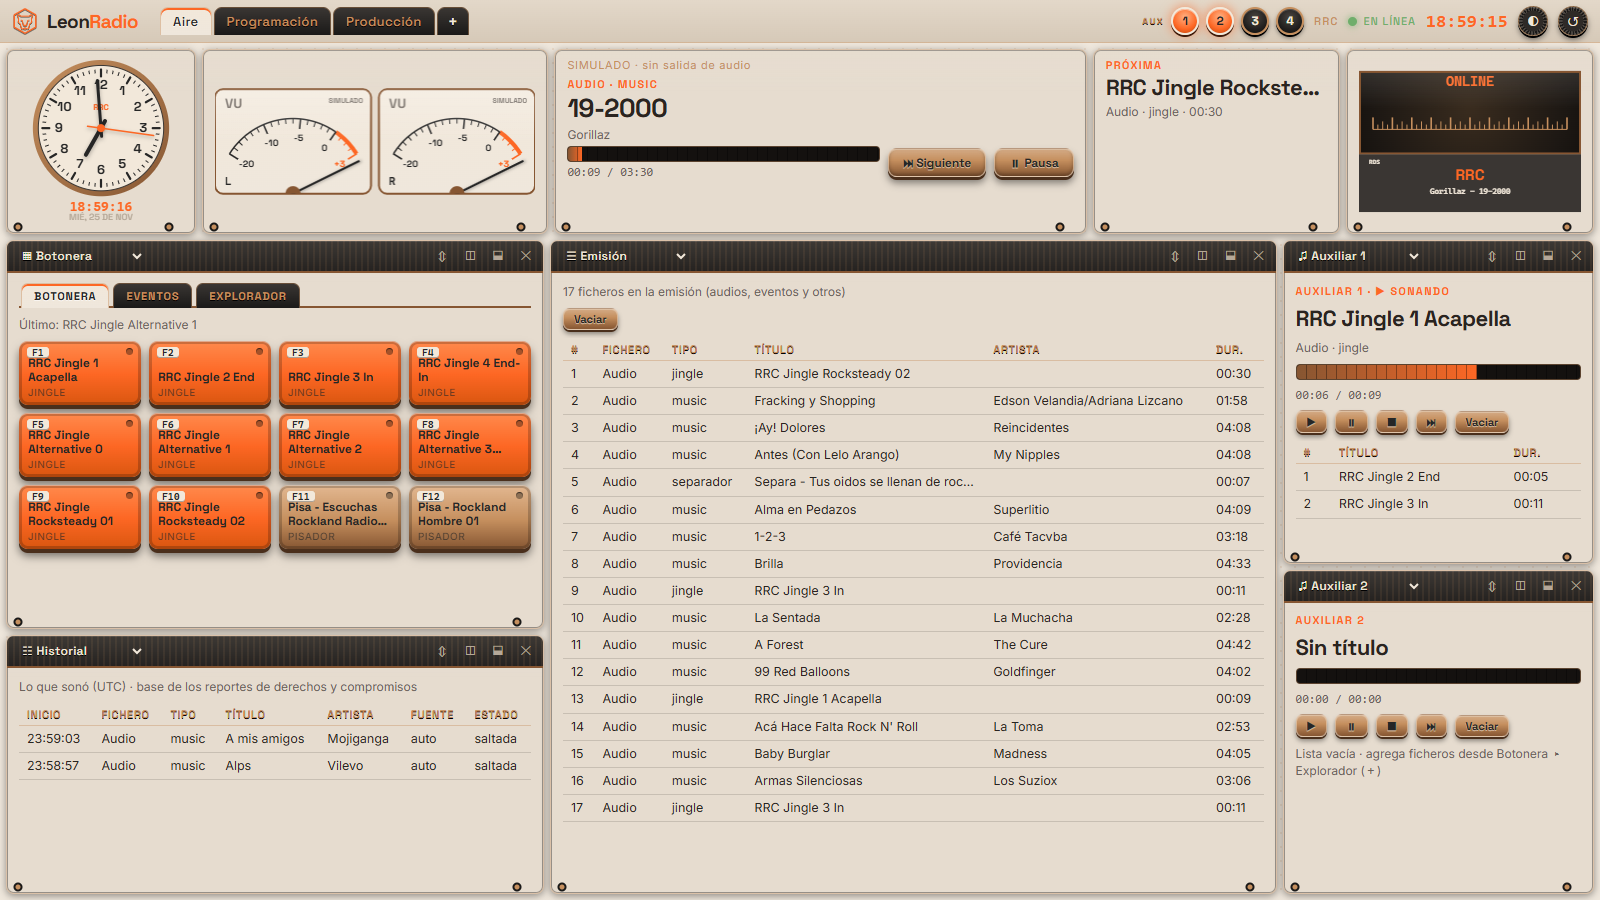 LeonRadio
Aire
Programación
Producción
+
AUX
1
2
3
4
RRC
EN LÍNEA
18:59:15
12
1
2
3
4
5
6
7
8
9
10
11
RRC
18:59:16
MIÉ, 25 DE NOV
VU
SIMULADO
-20
-10
-5
0
+3
L
VU
SIMULADO
-20
-10
-5
0
+3
R
SIMULADO · sin salida de audio
AUDIO · MUSIC
19-2000
Gorillaz
00:09 / 03:30
Siguiente
Pausa
PRÓXIMA
RRC Jingle Rockste...
Audio · jingle · 00:30
ONLINE
RDS
RRC
Gorillaz - 19-2000
Botonera
BOTONERA
EVENTOS
EXPLORADOR
Último: RRC Jingle Alternative 1
F1
RRC Jingle 1 Acapella
JINGLE
F2
RRC Jingle 2 End
JINGLE
F3
RRC Jingle 3 In
JINGLE
F4
RRC Jingle 4 End-In
JINGLE
F5
RRC Jingle Alternative 0
JINGLE
F6
RRC Jingle Alternative 1
JINGLE
F7
RRC Jingle Alternative 2
JINGLE
F8
RRC Jingle Alternative 3...
JINGLE
F9
RRC Jingle Rocksteady 01
JINGLE
F10
RRC Jingle Rocksteady 02
JINGLE
F11
Pisa - Escuchas Rockland Radio...
PISADOR
F12
Pisa - Rockland Hombre 01
PISADOR
Historial
Lo que sonó (UTC) · base de los reportes de derechos y compromisos
INICIO FICHERO TIPO TÍTULO ARTISTA FUENTE ESTADO
23:59:03 Audio music A mis amigos Mojiganga auto saltada
23:58:57 Audio music Alps Vilevo auto saltada
Emisión
17 ficheros en la emisión (audios, eventos y otros)
Vaciar
# FICHERO TIPO TÍTULO ARTISTA DUR.
1 Audio jingle RRC Jingle Rocksteady 02 00:30
2 Audio music Fracking y Shopping Edson Velandia/Adriana Lizcano 01:58
3 Audio music ¡Ay! Dolores Reincidentes 04:08
4 Audio music Antes (Con Lelo Arango) My Nipples 04:08
5 Audio separador Separa - Tus oidos se llenan de roc... 00:07
6 Audio music Alma en Pedazos Superlitio 04:09
7 Audio music 1-2-3 Café Tacvba 03:18
8 Audio music Brilla Providencia 04:33
9 Audio jingle RRC Jingle 3 In 00:11
10 Audio music La Sentada La Muchacha 02:28
11 Audio music A Forest The Cure 04:42
12 Audio music 99 Red Balloons Goldfinger 04:02
13 Audio jingle RRC Jingle 1 Acapella 00:09
14 Audio music Acá Hace Falta Rock N' Roll La Toma 02:53
15 Audio music Baby Burglar Madness 04:05
16 Audio music Armas Silenciosas Los Suziox 03:06
17 Audio jingle RRC Jingle 3 In 00:11
Auxiliar 1
AUXILIAR 1 · ▶ SONANDO
RRC Jingle 1 Acapella
Audio · jingle
00:06 / 00:09
Vaciar
# TÍTULO DUR.
1 RRC Jingle 2 End 00:05
2 RRC Jingle 3 In 00:11
Auxiliar 2
AUXILIAR 2
Sin título
00:00 / 00:00
Vaciar
Lista vacía · agrega ficheros desde Botonera ▸
Explorador (+)